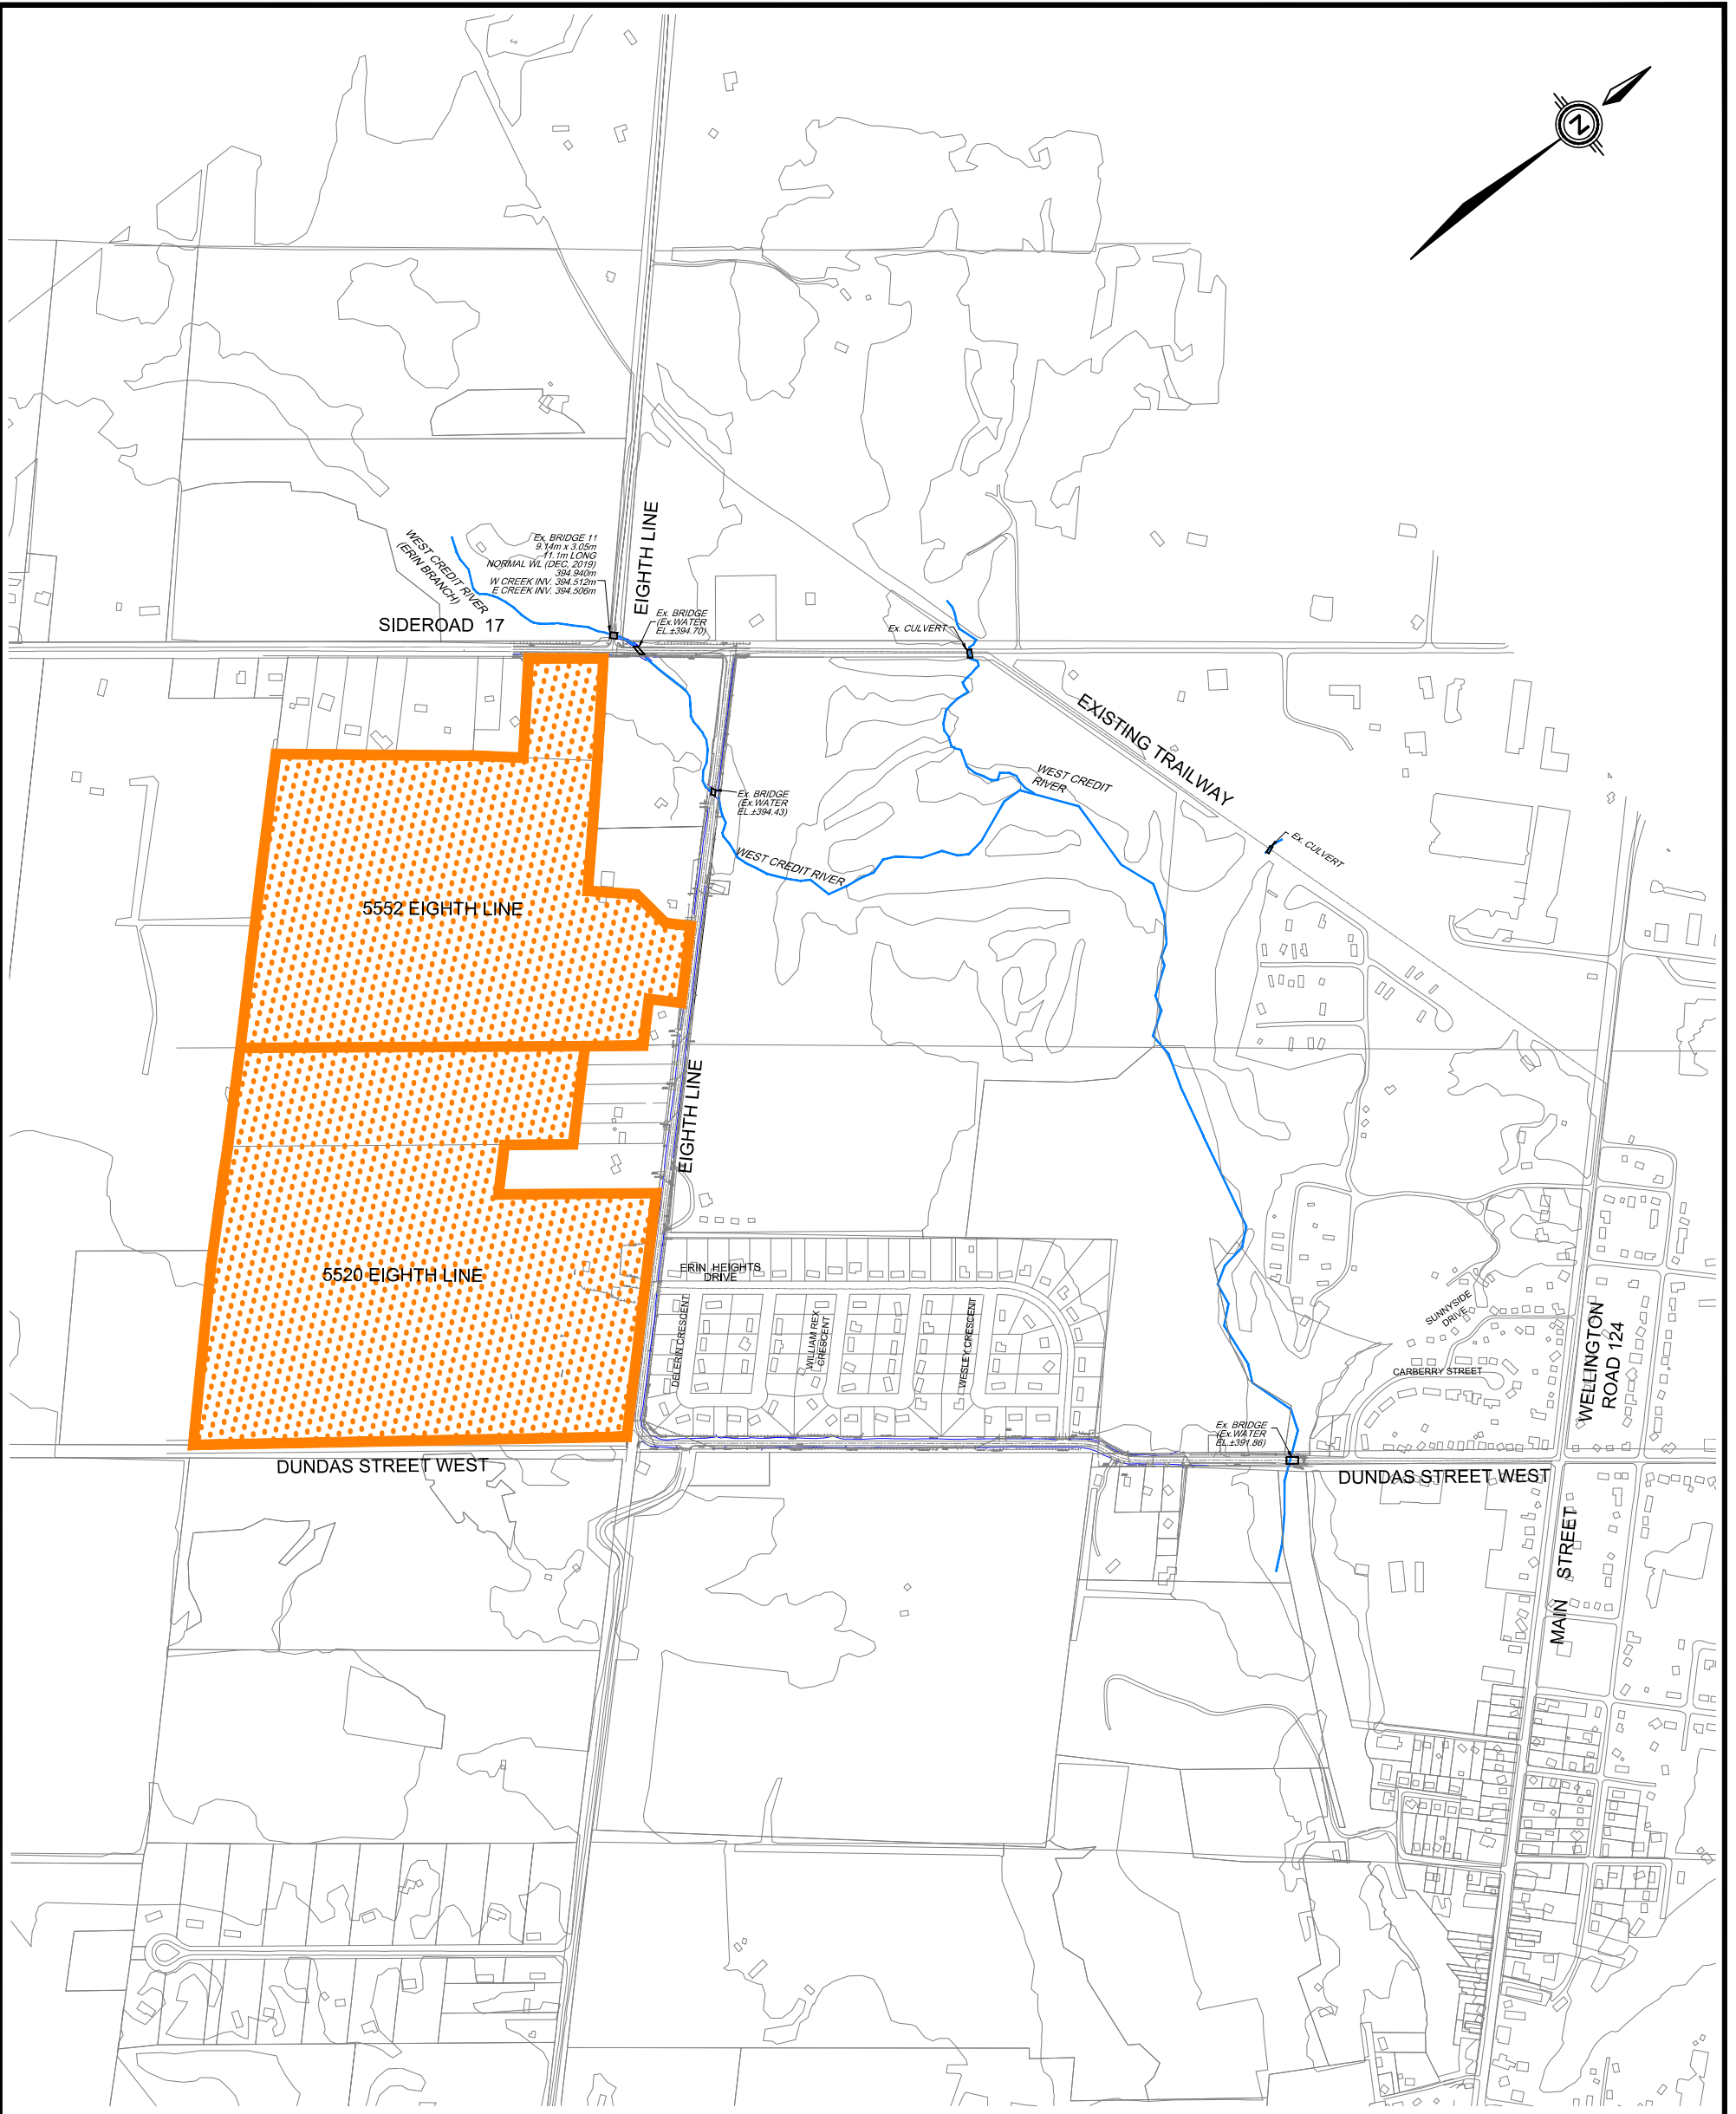 N
EIGHTH LINE
WEST CREDIT RIVER
(ERIN BRANCH)
Ex. BRIDGE 11
9.14m x 3.05m
11.1m LONG
NORMAL WL (DEC, 2019)
394.940m
W CREEK INV. 394.512m
E CREEK INV. 394.506m
SIDEROAD 17
Ex. BRIDGE
(Ex.WATER
EL.±394.70)
Ex. CULVERT
EXISTING TRAILWAY
WEST CREDIT
RIVER
Ex. BRIDGE
(Ex.WATER
EL.±394.43)
WEST CREDIT RIVER
Ex. CULVERT
5552 EIGHTH LINE
EIGHTH LINE
5520 EIGHTH LINE
ERIN HEIGHTS
DRIVE
DELERIN CRESCENT
WILLIAM REX
CRESCENT
WESLEY CRESCENT
SUNNYSIDE
DRIVE
CARBERRY STREET
WELLINGTON
ROAD 124
Ex. BRIDGE
(Ex.WATER
EL.±391.86)
DUNDAS STREET WEST
DUNDAS STREET WEST
MAIN STREET